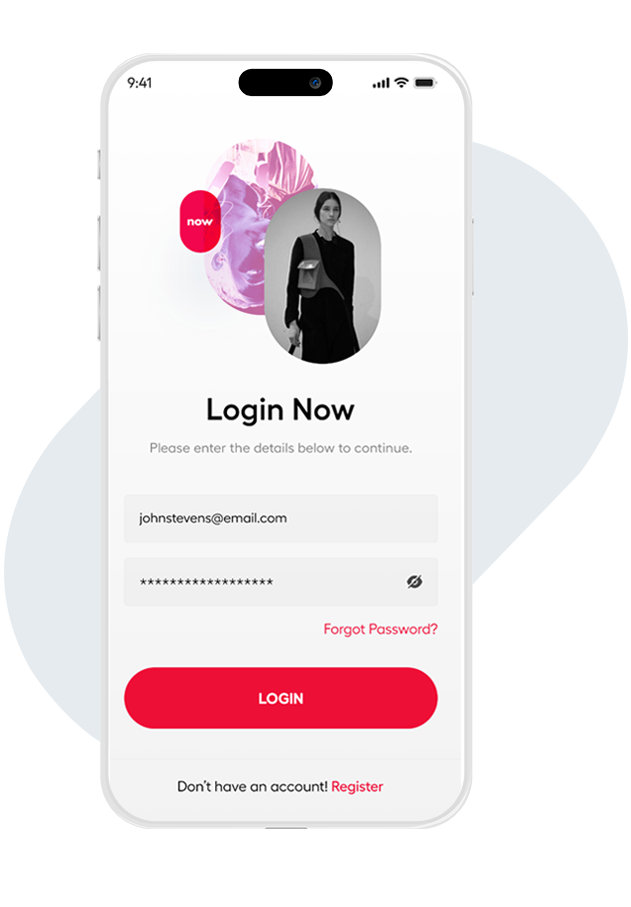 9:41
now
Login Now
Please enter the details below to continue.
johnstevens@email.com
*******************
Forgot Password?
LOGIN
Don't have an account! Register